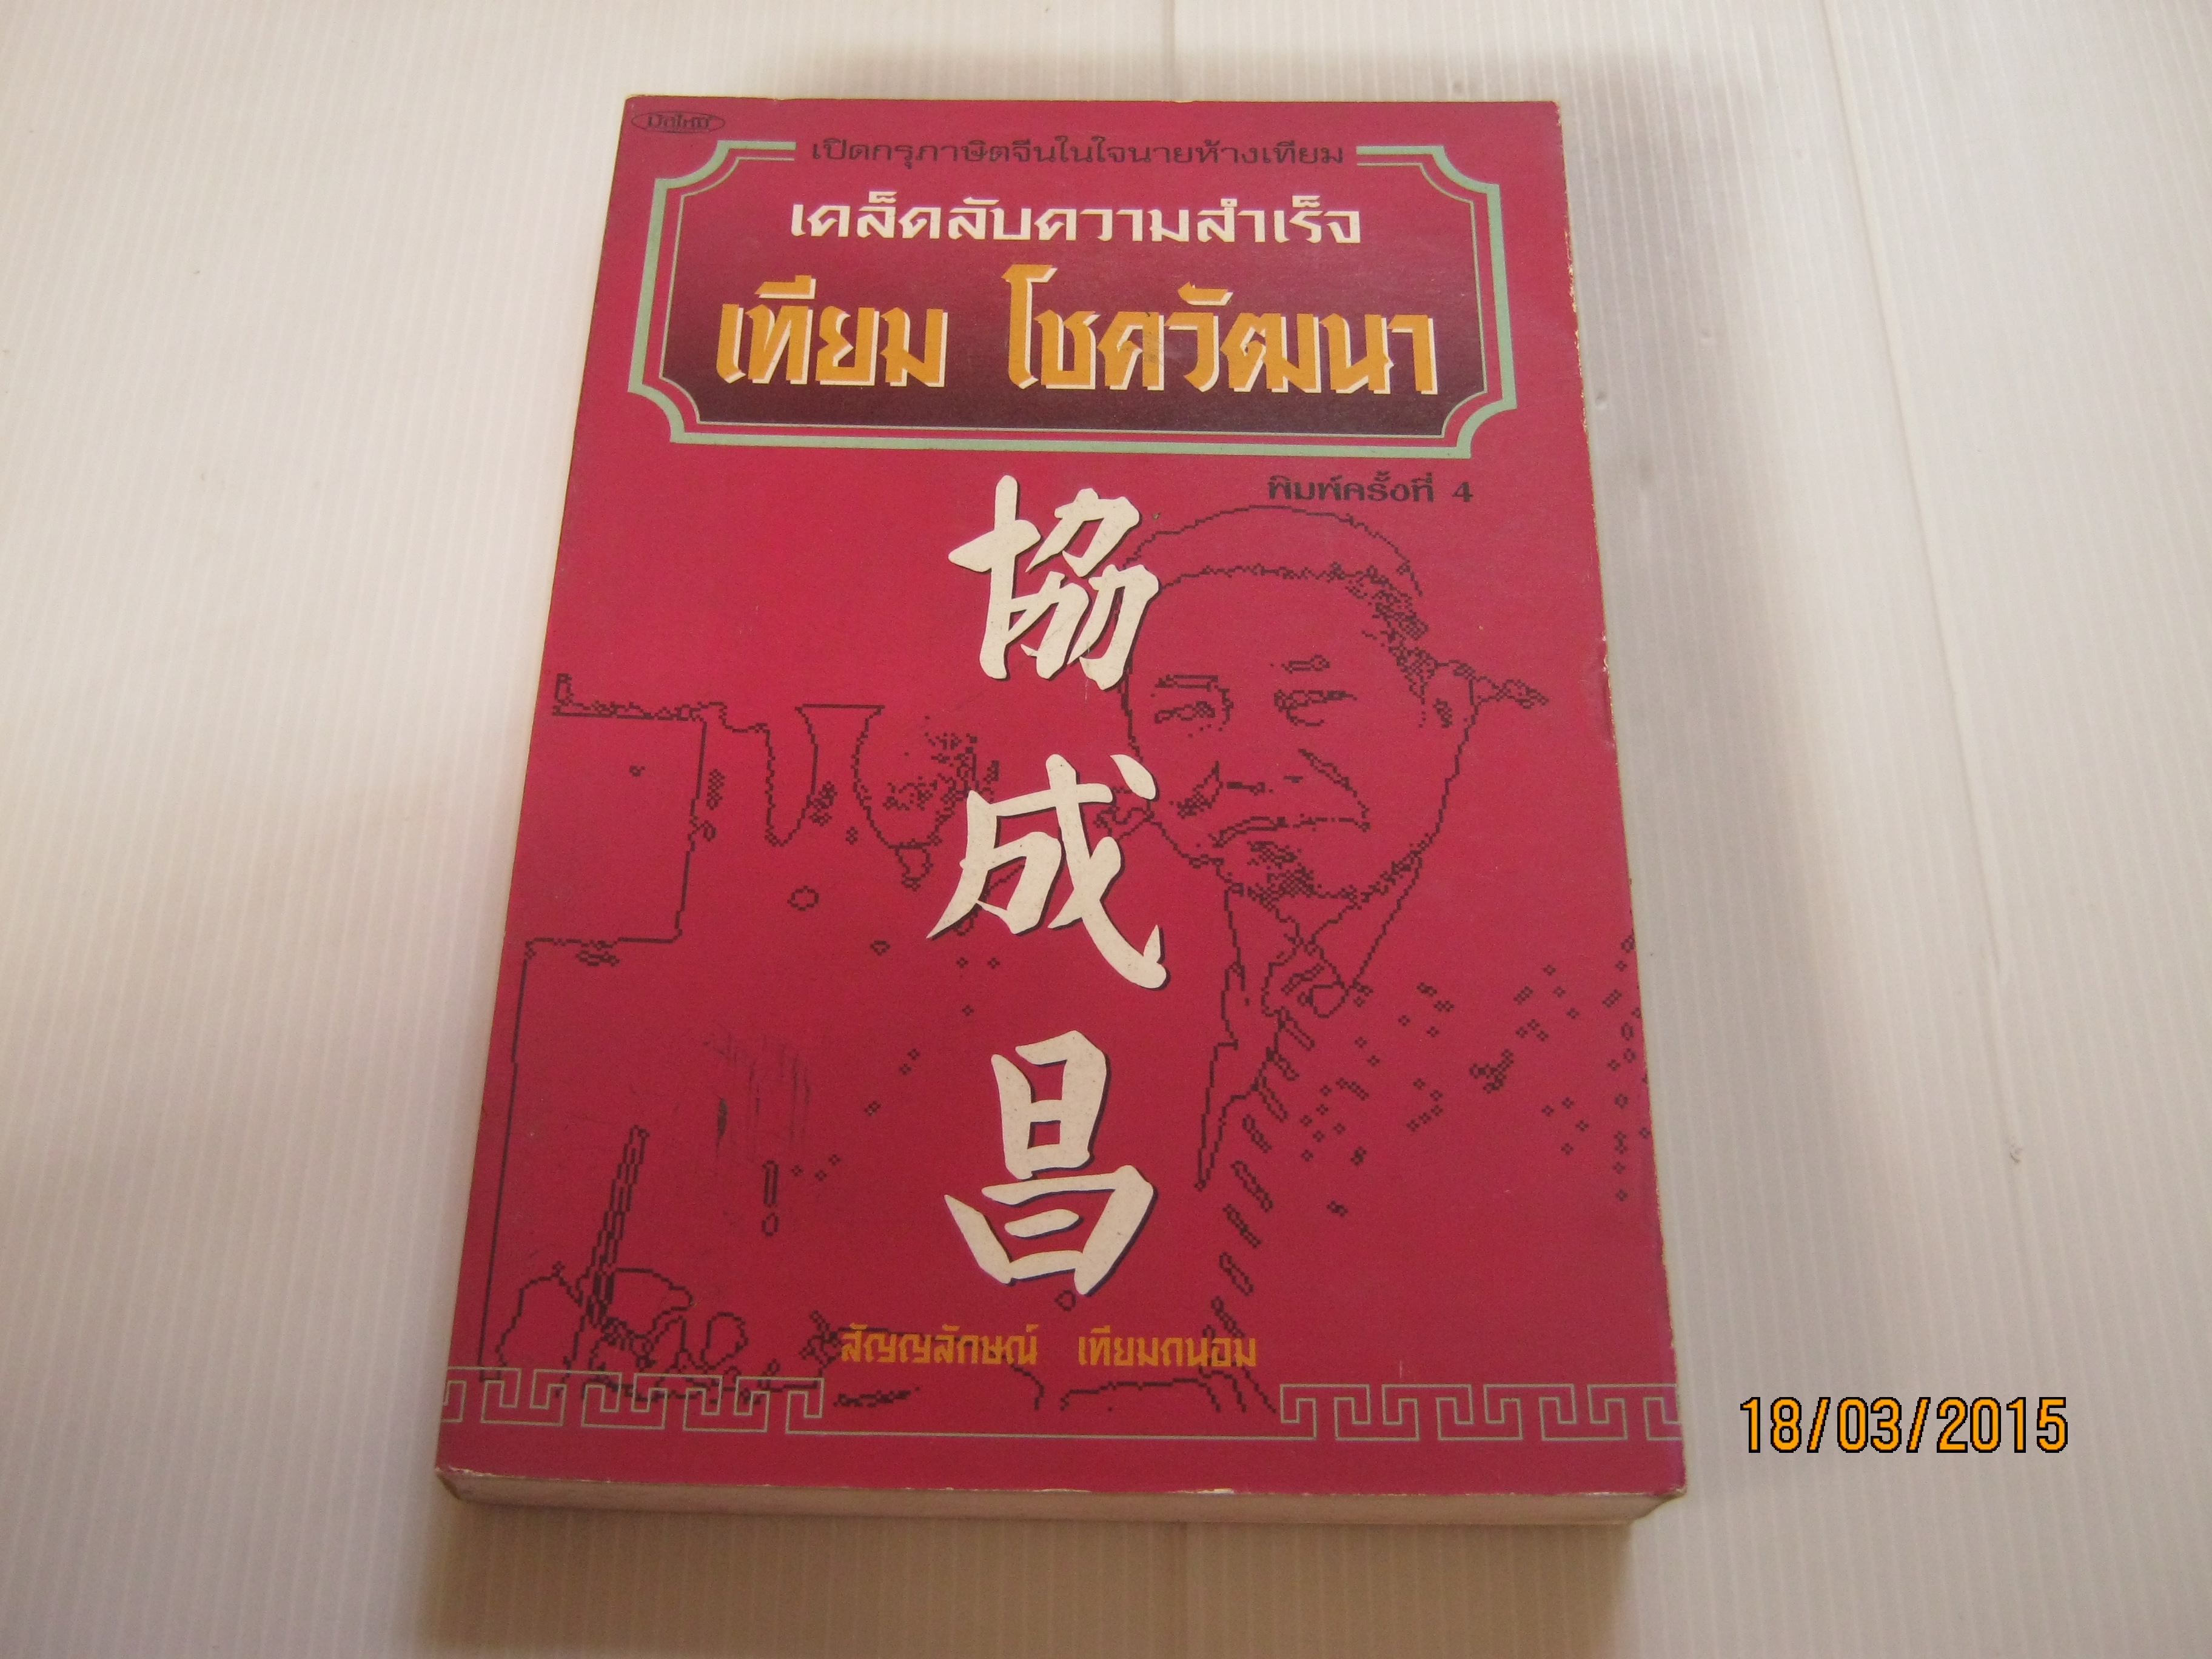 มติชน
เปิดกรุภาษิตจีนในใจนายห้างเทียม
เคล็ดลับความสำเร็จ
เทียม โชควัฒนา
พิมพ์ครั้งที่ 4
協
成
昌
สัญญลักษณ์ เทียมถนอม
18/03/2015